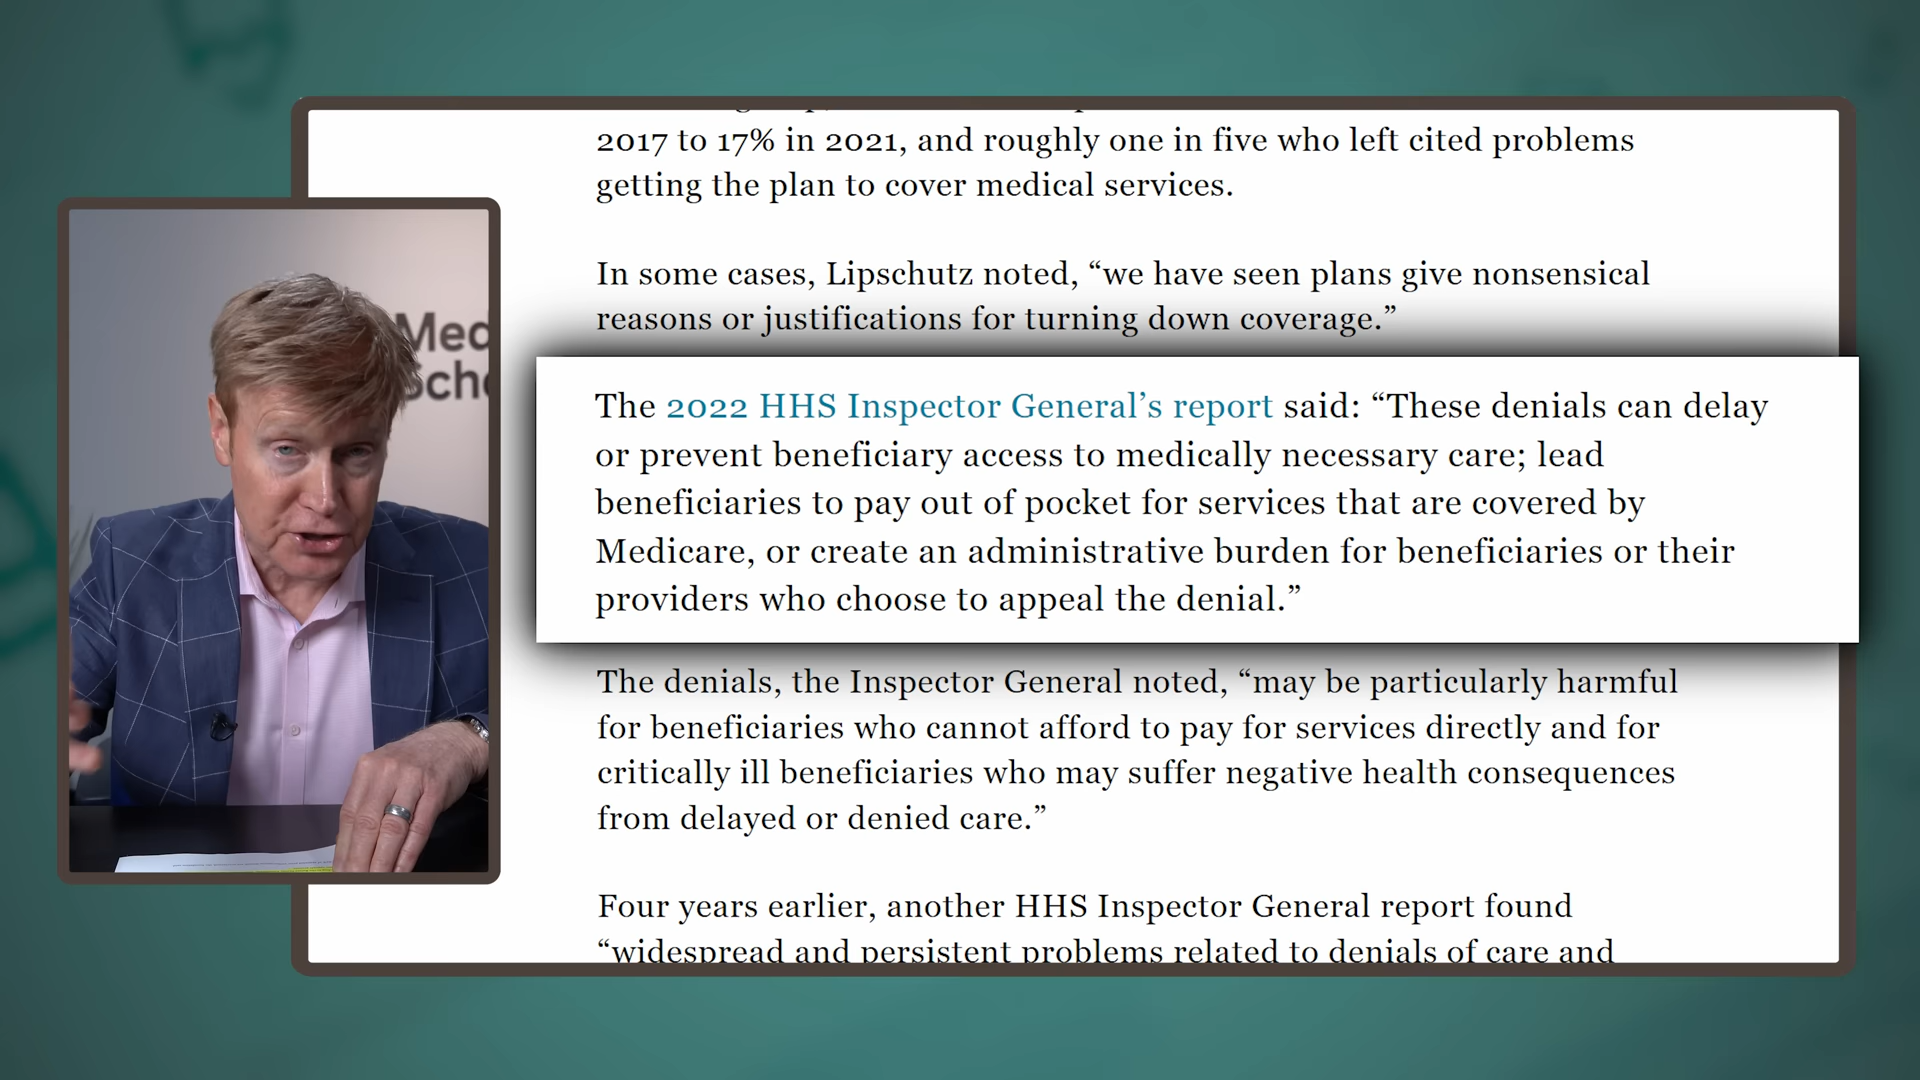 2017 to 17% in 2021, and roughly one in five who left cited problems
getting the plan to cover medical services.
In some cases, Lipschutz noted, “we have seen plans give nonsensical
reasons or justifications for turning down coverage.”
The 2022 HHS Inspector General’s report said: “These denials can delay
or prevent beneficiary access to medically necessary care; lead
beneficiaries to pay out of pocket for services that are covered by
Medicare, or create an administrative burden for beneficiaries or their
providers who choose to appeal the denial.”
The denials, the Inspector General noted, “may be particularly harmful
for beneficiaries who cannot afford to pay for services directly and for
critically ill beneficiaries who may suffer negative health consequences
from delayed or denied care.”
Four years earlier, another HHS Inspector General report found
“widespread and persistent problems related to denials of care and
Med
Sch